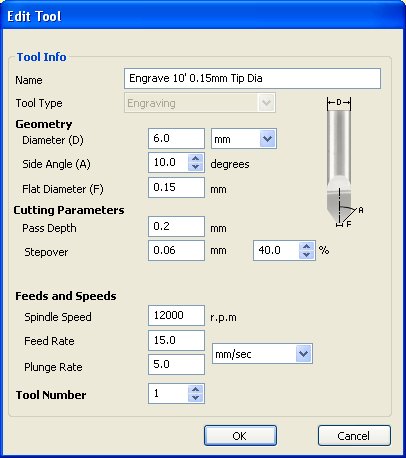 Edit Tool
Tool Info
Name Engrave 10' 0.15mm Tip Dia
Tool Type Engraving
Geometry
Diameter (D) 6.0 mm
Side Angle (A) 10.0 degrees
Flat Diameter (F) 0.15 mm
Cutting Parameters
Pass Depth 0.2 mm
Stepover 0.06 mm 40.0 %
Feeds and Speeds
Spindle Speed 12000 r.p.m
Feed Rate 15.0
mm/sec
Plunge Rate 5.0
Tool Number 1
OK Cancel
D
A
F